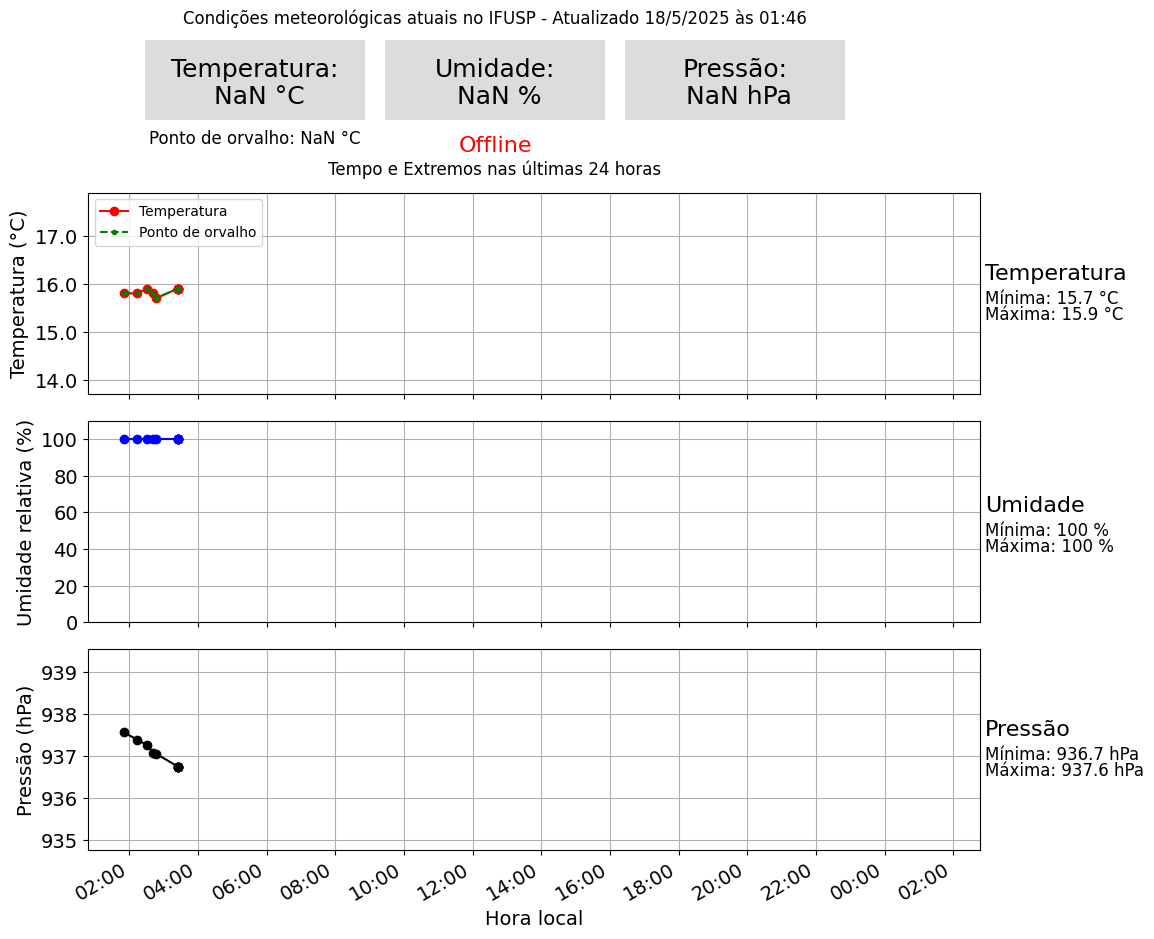 Condições meteorológicas atuais no IFUSP - Atualizado 18/5/2025 às 01:46
Temperatura:
NaN °C
Umidade:
NaN %
Pressão:
NaN hPa
Ponto de orvalho: NaN °C
Offline
Tempo e Extremos nas últimas 24 horas
Temperatura (°C)
17.0
16.0
15.0
14.0
Temperatura
Ponto de orvalho
Temperatura
Mínima: 15.7 °C
Máxima: 15.9 °C
Umidade relativa (%)
100
80
60
40
20
0
Umidade
Mínima: 100 %
Máxima: 100 %
Pressão (hPa)
939
938
937
936
935
Pressão
Mínima: 936.7 hPa
Máxima: 937.6 hPa
02:00 04:00 06:00 08:00 10:00 12:00 14:00 16:00 18:00 20:00 22:00 00:00 02:00
Hora local